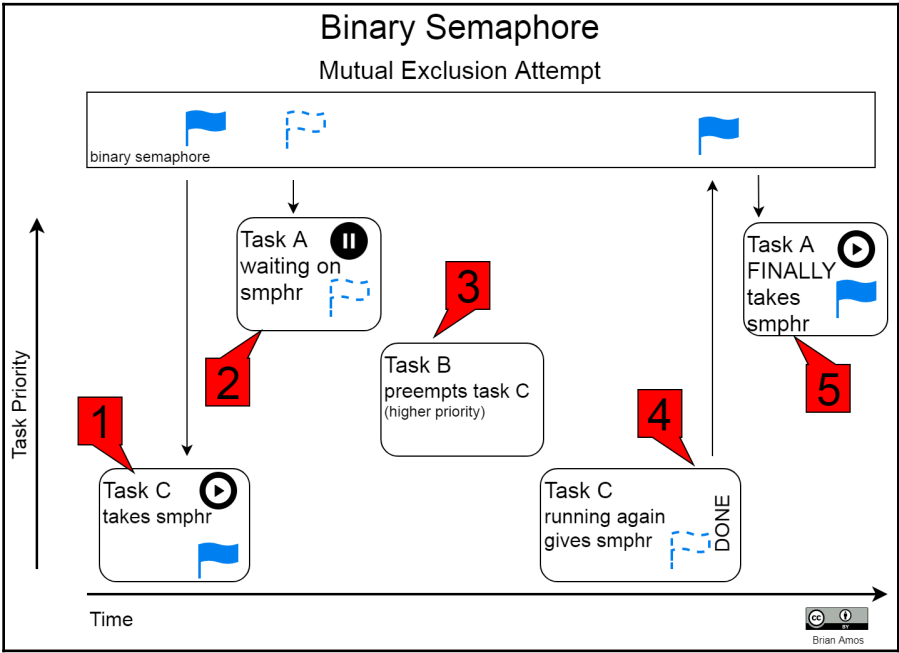 Binary Semaphore
Mutual Exclusion Attempt
binary semaphore
Task Priority
1
Task C
takes smphr
2
Task A
waiting on
smphr
3
Task B
preempts task C
(higher priority)
4
Task C
running again
gives smphr
DONE
5
Task A
FINALLY
takes
smphr
Time
cc
BY
Brian Amos